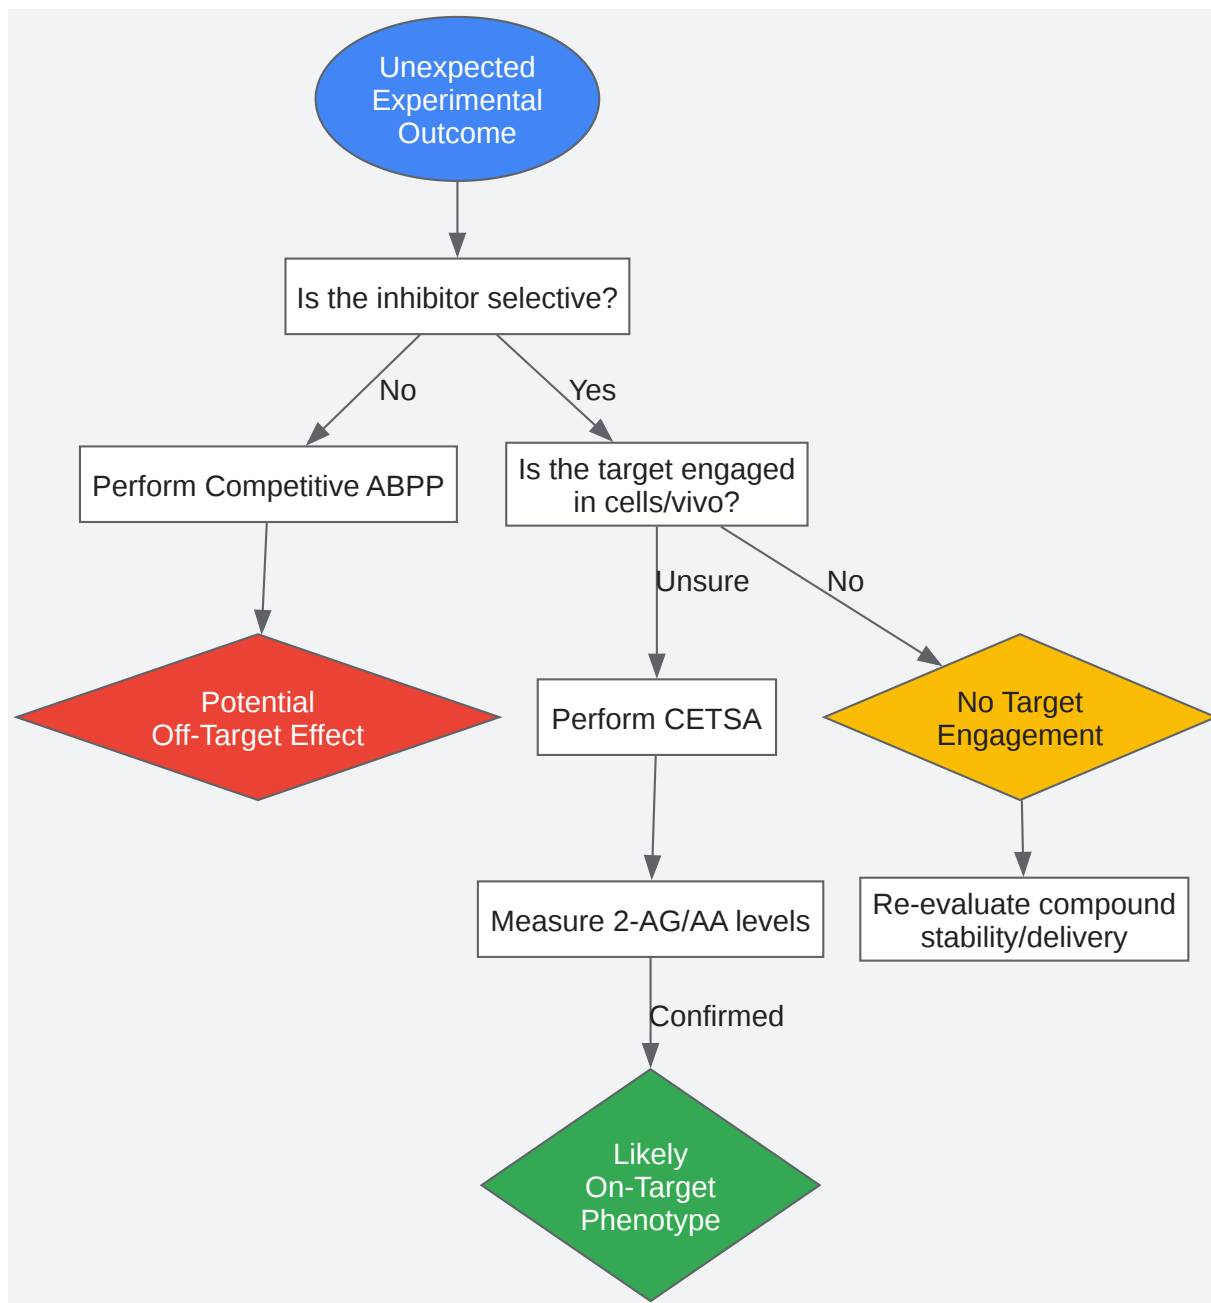 Unexpected
Experimental
Outcome
Is the inhibitor selective?
No
Yes
Perform Competitive ABPP
Is the target engaged
in cells/vivo?
Unsure
No
Potential
Off-Target Effect
Perform CETSA
No Target
Engagement
Measure 2-AG/AA levels
Re-evaluate compound
stability/delivery
Confirmed
Likely
On-Target
Phenotype